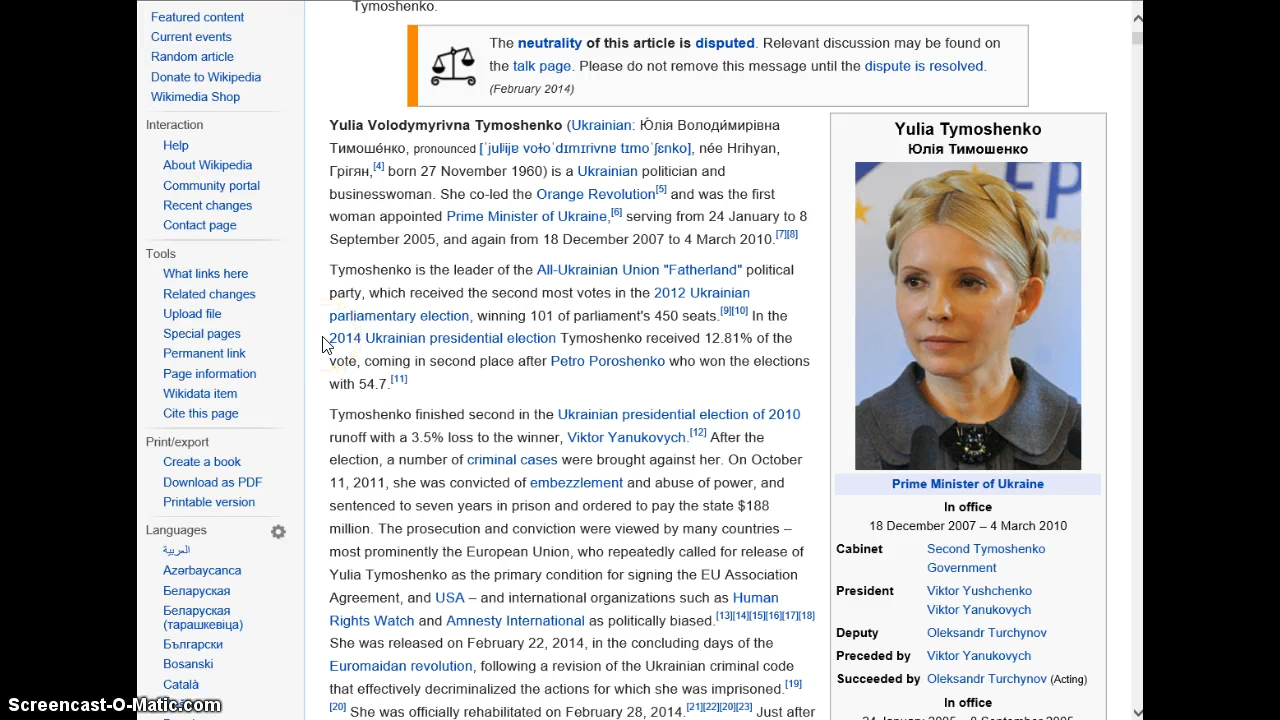 Tymoshenko.
The neutrality of this article is disputed. Relevant discussion may be found on
the talk page. Please do not remove this message until the dispute is resolved.
(February 2014)
Featured content
Current events
Random article
Donate to Wikipedia
Wikimedia Shop
Interaction
Help
About Wikipedia
Community portal
Recent changes
Contact page
Tools
What links here
Related changes
Upload file
Special pages
Permanent link
Page information
Wikidata item
Cite this page
Print/export
Create a book
Download as PDF
Printable version
Languages
العربية
Azərbaycanca
Беларуская
Беларуская
(тарашкевіца)
Български
Bosanski
Català
Yulia Volodymyrivna Tymoshenko (Ukrainian: Ю́лія Володи́мирівна
Тимоше́нко, pronounced [ˈjulijɐ ʋoɫoˈdɪmɪrivnɐ tɪmoˈʃɛnko], née Hrihyan,
Грігян,[4] born 27 November 1960) is a Ukrainian politician and
businesswoman. She co-led the Orange Revolution[5] and was the first
woman appointed Prime Minister of Ukraine,[6] serving from 24 January to 8
September 2005, and again from 18 December 2007 to 4 March 2010.[7][8]
Tymoshenko is the leader of the All-Ukrainian Union "Fatherland" political
party, which received the second most votes in the 2012 Ukrainian
parliamentary election, winning 101 of parliament's 450 seats.[9][10] In the
2014 Ukrainian presidential election Tymoshenko received 12.81% of the
vote, coming in second place after Petro Poroshenko who won the elections
with 54.7.[11]
Tymoshenko finished second in the Ukrainian presidential election of 2010
runoff with a 3.5% loss to the winner, Viktor Yanukovych.[12] After the
election, a number of criminal cases were brought against her. On October
11, 2011, she was convicted of embezzlement and abuse of power, and
sentenced to seven years in prison and ordered to pay the state $188
million. The prosecution and conviction were viewed by many countries –
most prominently the European Union, who repeatedly called for release of
Yulia Tymoshenko as the primary condition for signing the EU Association
Agreement, and USA – and international organizations such as Human
Rights Watch and Amnesty International as politically biased.[13][14][15][16][17][18]
She was released on February 22, 2014, in the concluding days of the
Euromaidan revolution, following a revision of the Ukrainian criminal code
that effectively decriminalized the actions for which she was imprisoned.[19]
[20] She was officially rehabilitated on February 28, 2014.[21][22][20][23] Just after
Yulia Tymoshenko
Юлія Тимошенко
Prime Minister of Ukraine
In office
18 December 2007 – 4 March 2010
Cabinet Second Tymoshenko
Government
President Viktor Yushchenko
Viktor Yanukovych
Deputy Oleksandr Turchynov
Preceded by Viktor Yanukovych
Succeeded by Oleksandr Turchynov (Acting)
In office
24 January 2005 – 8 September 2005
Screencast-O-Matic.com